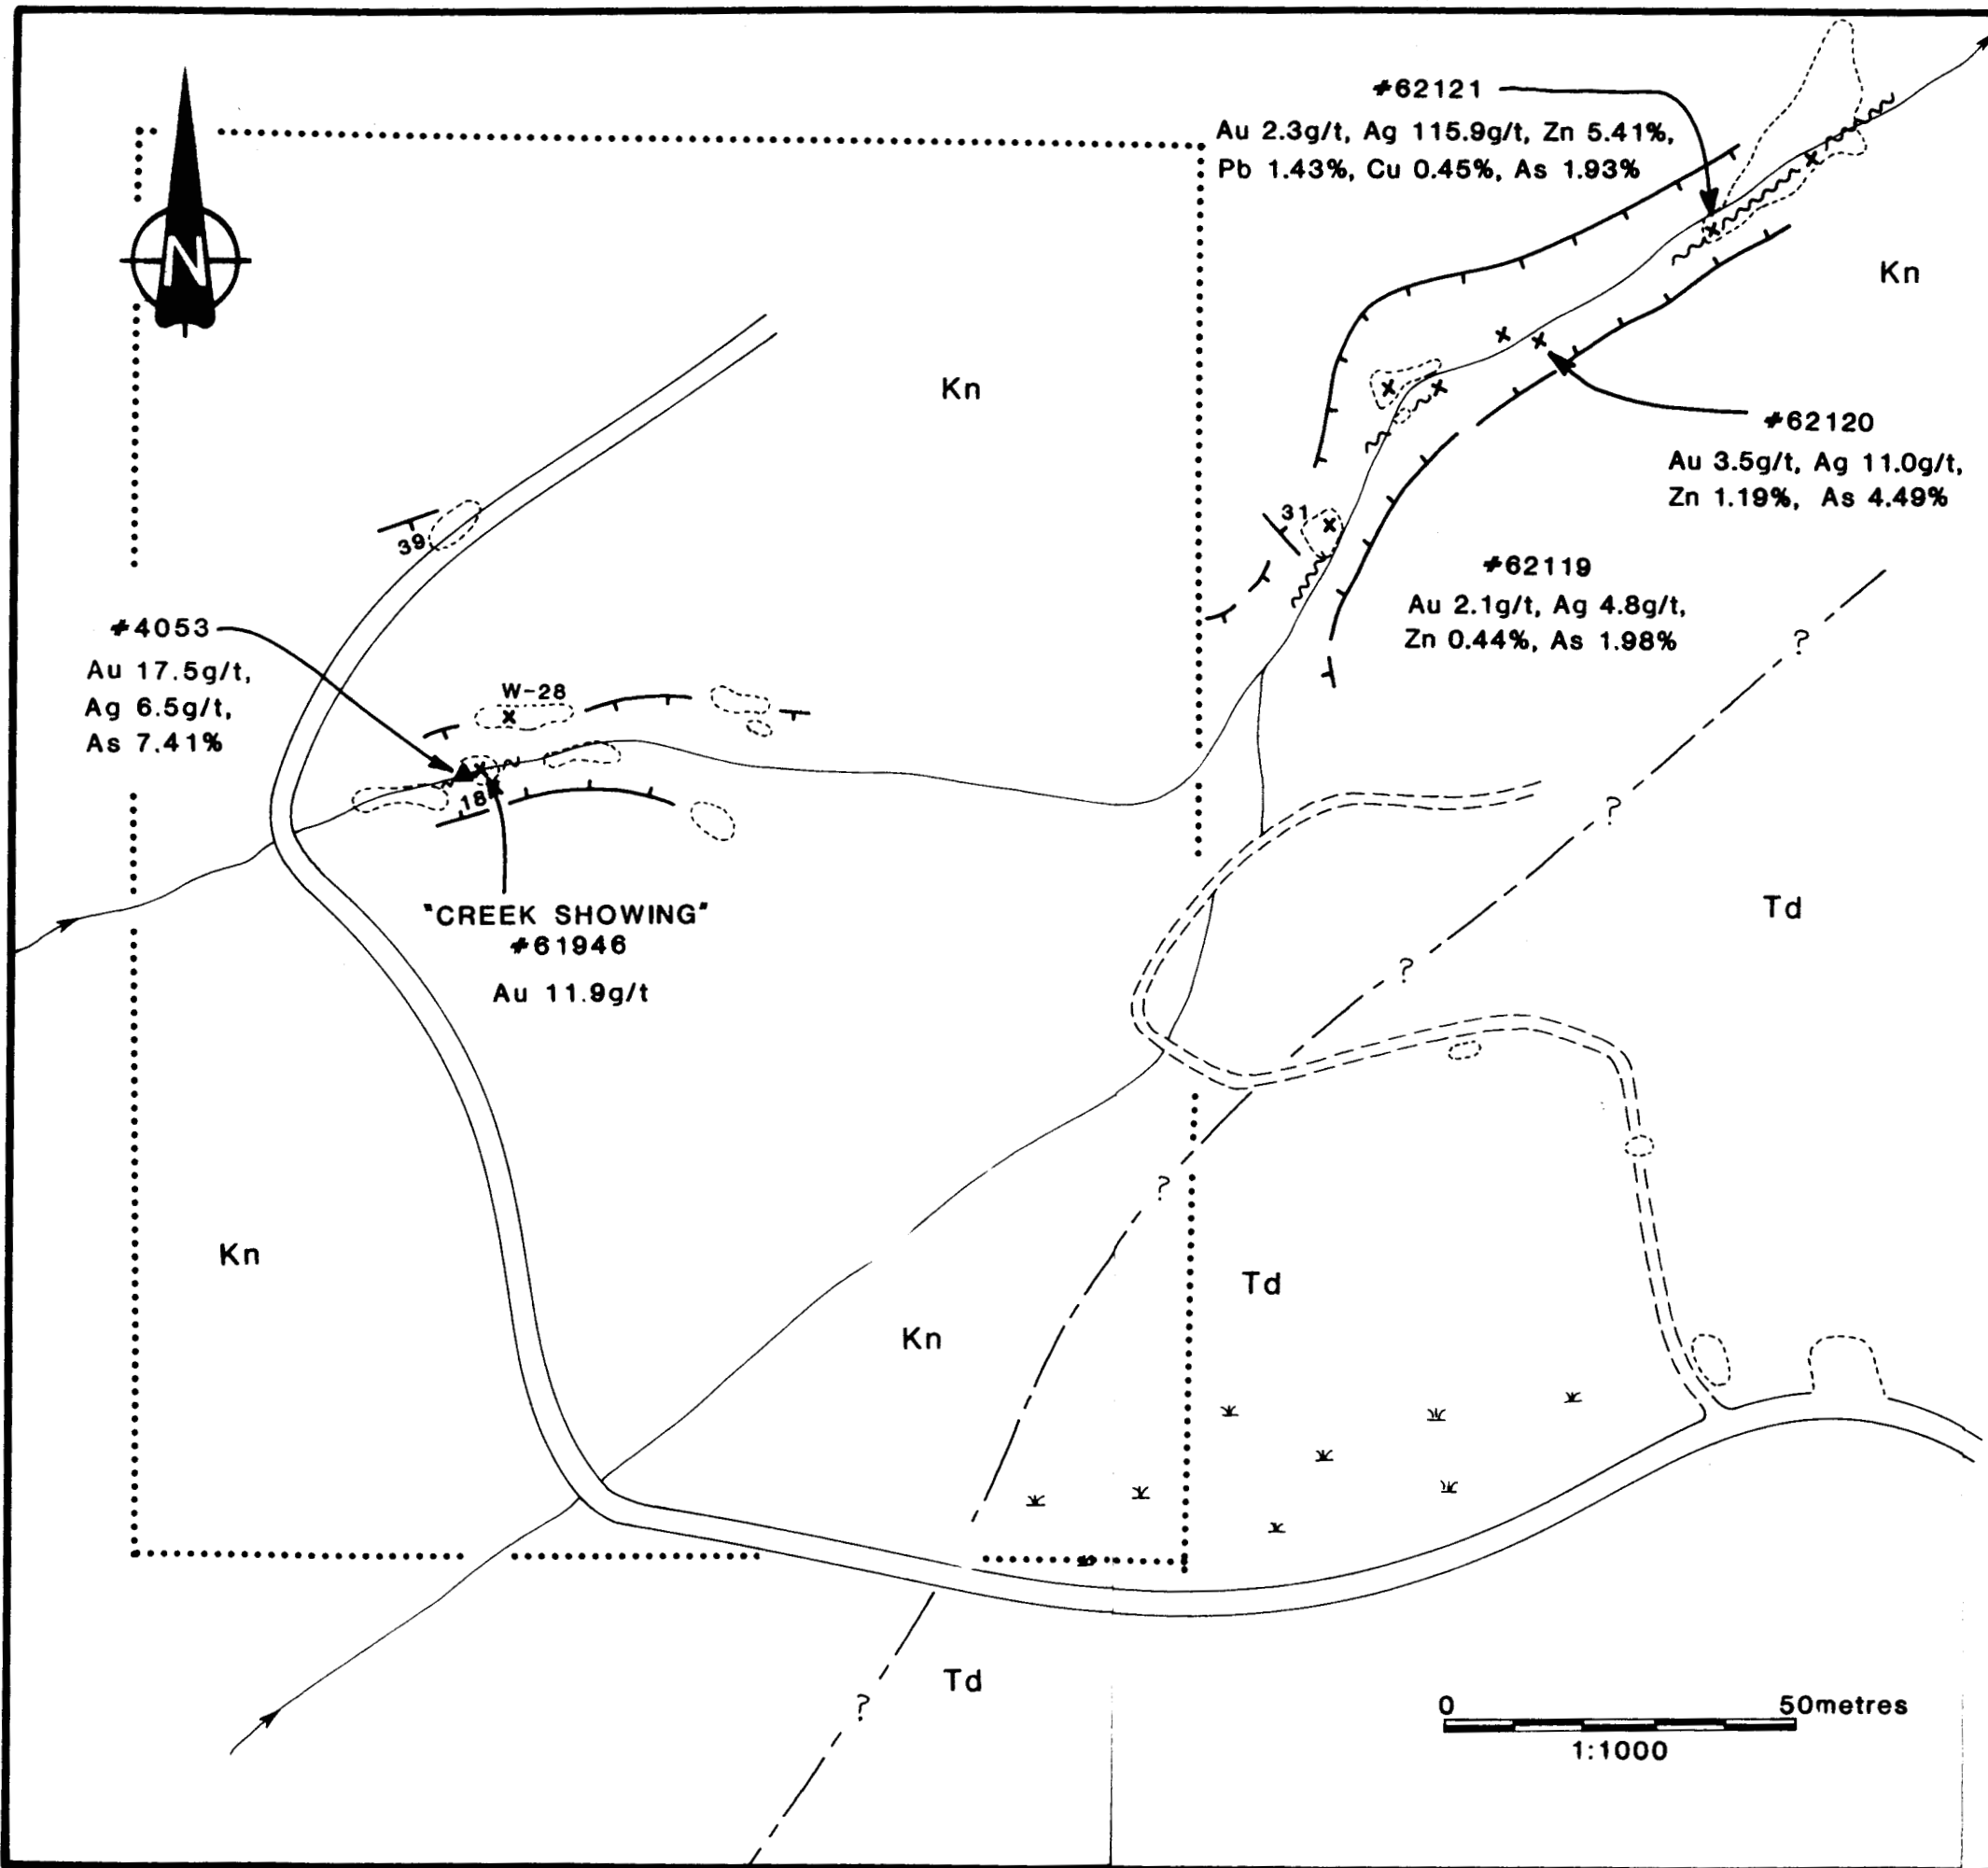 #62121
Au 2.3g/t, Ag 115.9g/t, Zn 5.41%,
Pb 1.43%, Cu 0.45%, As 1.93%
N
Kn
Kn
#62120
Au 3.5g/t, Ag 11.0g/t,
Zn 1.19%, As 4.49%
31
39
#62119
Au 2.1g/t, Ag 4.8g/t,
Zn 0.44%, As 1.98%
#4053
Au 17.5g/t,
Ag 6.5g/t,
As 7.41%
W-28
?
?
18
"CREEK SHOWING"
#61946
Au 11.9g/t
Td
?
?
Kn
Td
Kn
Td
?
0 50metres
1:1000